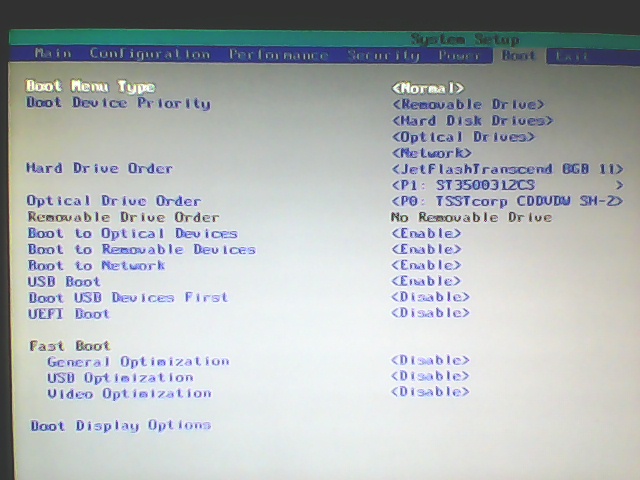 System Setup
Main Configuration Performance Security Power Boot Exit
Boot Menu Type <Normal>
Boot Device Priority <Removable Drive>
<Hard Disk Drives>
<Optical Drives>
<Network>
Hard Drive Order <JetFlashTranscend 8GB 11>
<P1: ST3500312CS >
Optical Drive Order <P0: TSSTcorp CDDVDW SH-2>
Removable Drive Order No Removable Drive
Boot to Optical Devices <Enable>
Boot to Removable Devices <Enable>
Boot to Network <Enable>
USB Boot <Enable>
Boot USB Devices First <Disable>
UEFI Boot <Disable>
Fast Boot
General Optimization <Disable>
USB Optimization <Disable>
Video Optimization <Disable>
Boot Display Options